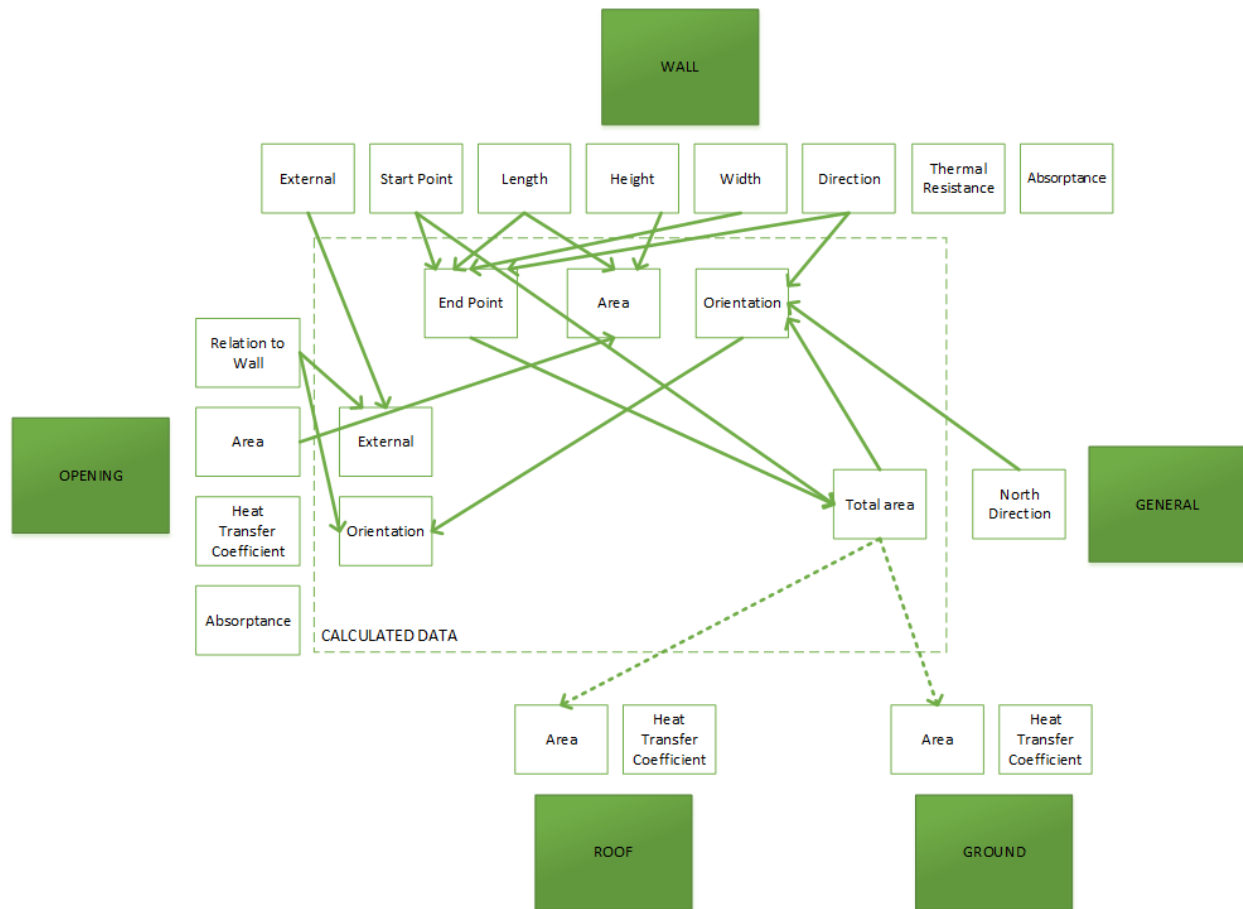 WALL
External
Start Point
Length
Height
Width
Direction
Thermal
Resistance
Absorptance
End Point
Area
Orientation
Relation to
Wall
Area
External
OPENING
Heat
Transfer
Coefficient
Orientation
Total area
North
Direction
GENERAL
Absorptance
CALCULATED DATA
Area
Heat
Transfer
Coefficient
Area
Heat
Transfer
Coefficient
ROOF
GROUND